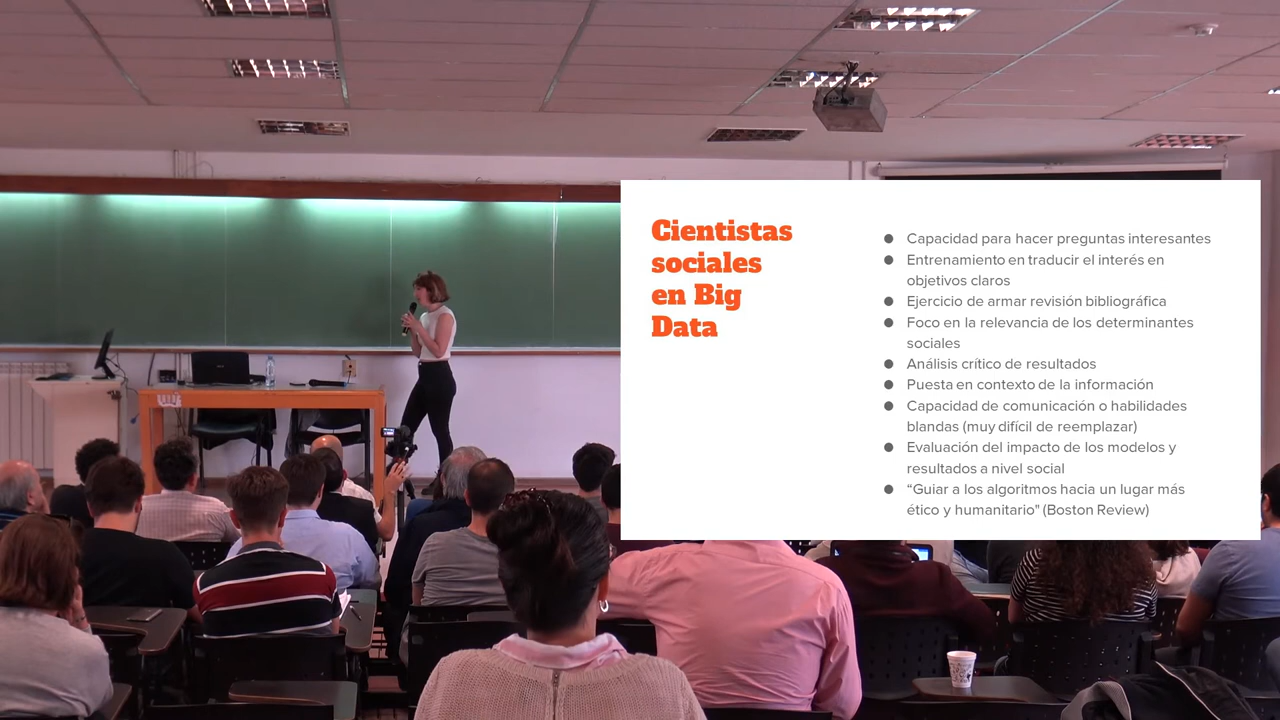 Cientistas
sociales
en Big
Data
Capacidad para hacer preguntas interesantes
Entrenamiento en traducir el interés en
objetivos claros
Ejercicio de armar revisión bibliográfica
Foco en la relevancia de los determinantes
sociales
Análisis crítico de resultados
Puesta en contexto de la información
Capacidad de comunicación o habilidades
blandas (muy difícil de reemplazar)
Evaluación del impacto de los modelos y
resultados a nivel social
“Guiar a los algoritmos hacia un lugar más
ético y humanitario" (Boston Review)